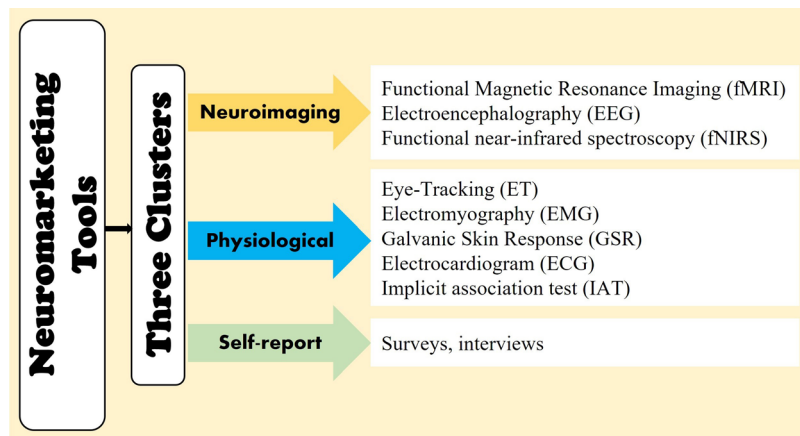 Neuromarketing
Tools
Three Clusters
Neuroimaging
Functional Magnetic Resonance Imaging (fMRI)
Electroencephalography (EEG)
Functional near-infrared spectroscopy (fNIRS)
Physiological
Eye-Tracking (ET)
Electromyography (EMG)
Galvanic Skin Response (GSR)
Electrocardiogram (ECG)
Implicit association test (IAT)
Self-report
Surveys, interviews